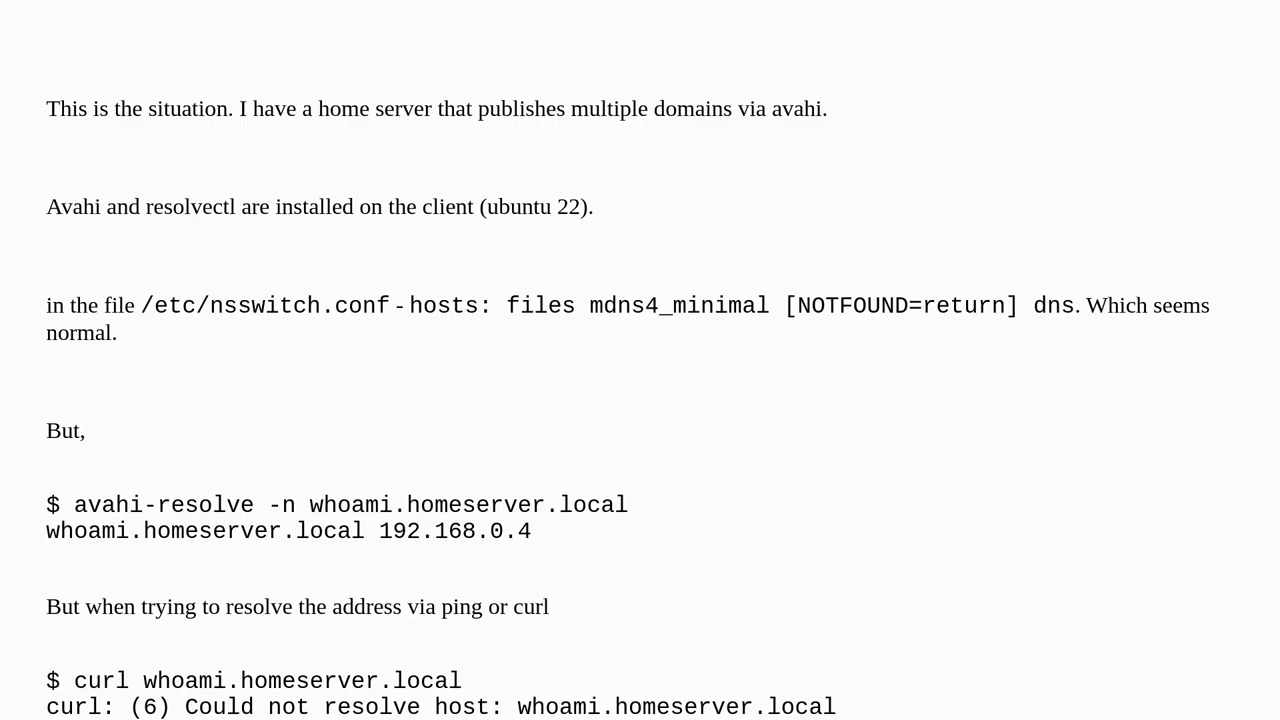 This is the situation. I have a home server that publishes multiple domains via avahi.
Avahi and resolvectl are installed on the client (ubuntu 22).
in the file /etc/nsswitch.conf - hosts: files mdns4_minimal [NOTFOUND=return] dns. Which seems
normal.
But,
$ avahi-resolve -n whoami.homeserver.local
whoami.homeserver.local 192.168.0.4
But when trying to resolve the address via ping or curl
$ curl whoami.homeserver.local
curl: (6) Could not resolve host: whoami.homeserver.local